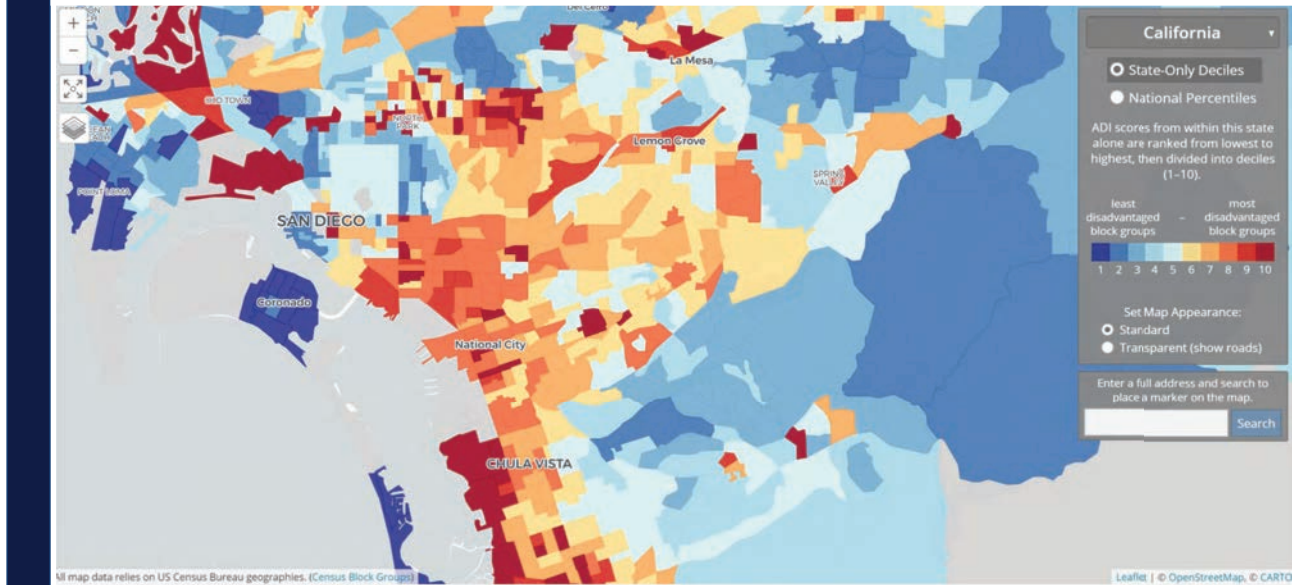 Del Cerro
+
−
La Mesa
OLD TOWN
NORTH
PARK
POINT LOMA
Lemon Grove
SPRING
VALLEY
SAN DIEGO
Coronado
National City
CHULA VISTA
All map data relies on US Census Bureau geographies. (Census Block Groups)
California
State-Only Deciles
National Percentiles
ADI scores from within this state
alone are ranked from lowest to
highest, then divided into deciles
(1–10).
least
disadvantaged
block groups
–
most
disadvantaged
block groups
1 2 3 4 5 6 7 8 9 10
Set Map Appearance:
Standard
Transparent (show roads)
Enter a full address and search to
place a marker on the map.
Search
Leaflet | © OpenStreetMap, © CARTO